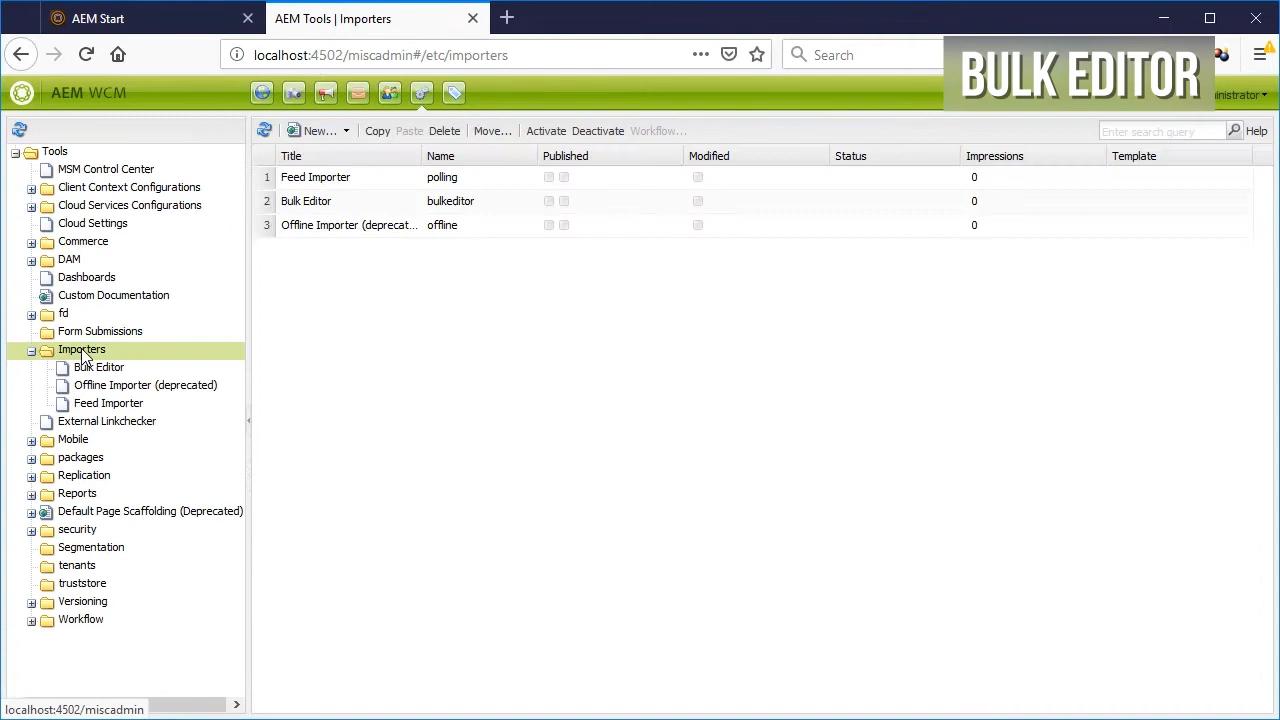 AEM Start
AEM Tools | Importers
localhost:4502/miscadmin#/etc/importers
Search
BULK EDITOR
AEM WCM
New...
Copy
Paste
Delete
Move...
Activate
Deactivate
Workflow...
Enter search query
Help
Title
Name
Published
Modified
Status
Impressions
Template
1
Feed Importer
polling
0
2
Bulk Editor
bulkeditor
0
3
Offline Importer (deprecat...
offline
0
Tools
MSM Control Center
Client Context Configurations
Cloud Services Configurations
Cloud Settings
Commerce
DAM
Dashboards
Custom Documentation
fd
Form Submissions
Importers
Bulk Editor
Offline Importer (deprecated)
Feed Importer
External Linkchecker
Mobile
packages
Replication
Reports
Default Page Scaffolding (Deprecated)
security
Segmentation
tenants
truststore
Versioning
Workflow
localhost:4502/miscadmin